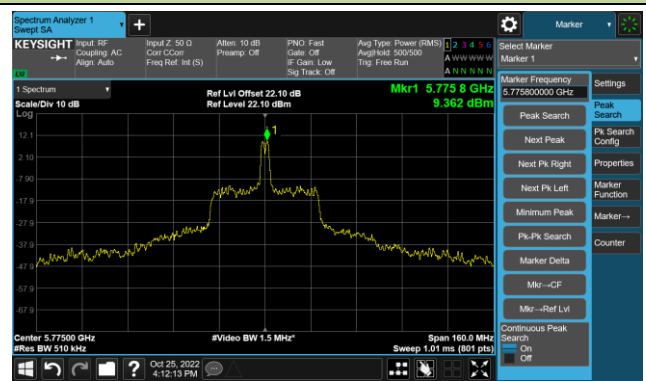 Spectrum Analyzer 1
Swept SA
Marker
KEYSIGHT
Input: RF
Coupling: AC
Align: Auto
Input Z: 50 Ω
Corr CCorr
Freq Ref: Int (S)
Atten: 10 dB
Preamp: Off
PNO: Fast
Gate: Off
IF Gain: Low
Sig Track: Off
Avg Type: Power (RMS)
Avg|Hold: 500/500
Trig: Free Run
1 2 3 4 5 6
A W W W W W
A N N N N N
LXI
Select Marker
Marker 1
1 Spectrum
Scale/Div 10 dB
Log
Ref Lvl Offset 22.10 dB
Ref Level 22.10 dBm
Mkr1 5.775 8 GHz
9.362 dBm
1
12.1
2.10
-7.90
-17.9
-27.9
-37.9
-47.9
-57.9
-67.9
Center 5.77500 GHz
#Res BW 510 kHz
#Video BW 1.5 MHz*
Span 160.0 MHz
Sweep 1.01 ms (801 pts)
Marker Frequency
5.775800000 GHz
Peak Search
Next Peak
Next Pk Right
Next Pk Left
Minimum Peak
Pk-Pk Search
Marker Delta
Mkr→CF
Mkr→Ref Lvl
Continuous Peak
Search
On
Off
Settings
Peak
Search
Pk Search
Config
Properties
Marker
Function
Marker→
Counter
?
Oct 25, 2022
4:12:13 PM